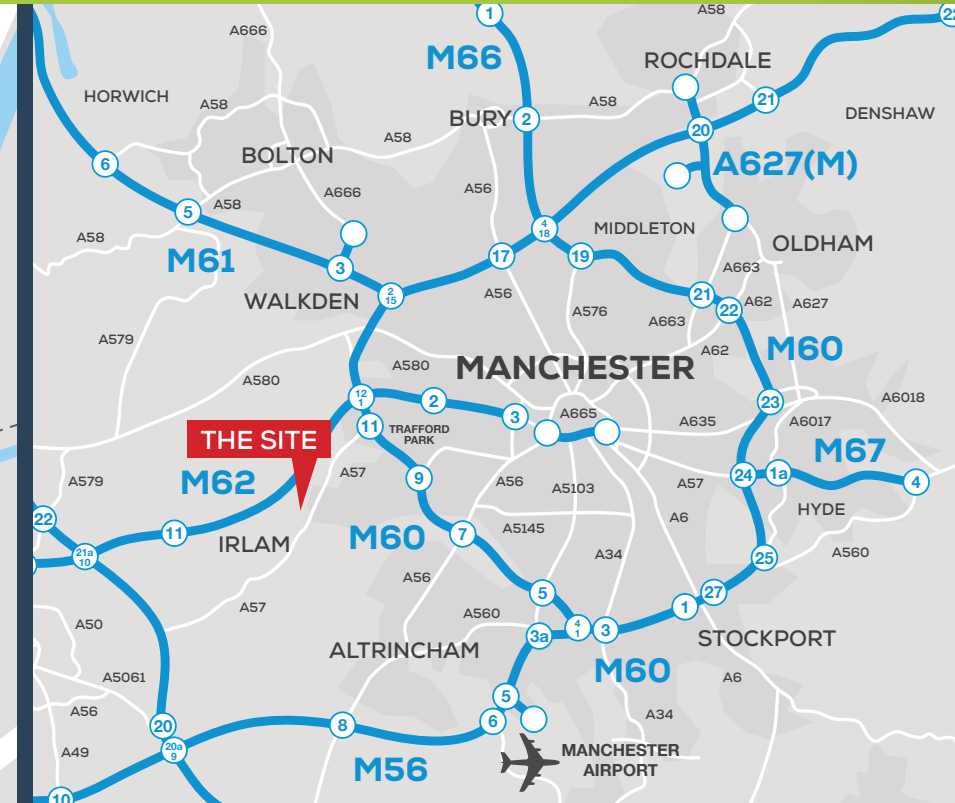 1
A58
22
A666
M66
ROCHDALE
HORWICH
A58
BURY
2
A58
21
DENSHAW
20
A58
BOLTON
6
A627(M)
A666
A56
5
A58
MIDDLETON
4
18
A58
OLDHAM
M61
3
17
19
A663
WALKDEN
2
15
A56
21
22
A62
A627
A576
A663
A579
A62
M60
A580
A580
MANCHESTER
12
1
2
3
A665
23
A6018
11
TRAFFORD
PARK
A635
A6017
THE SITE
M67
A57
9
A56
A5103
A57
24
1a
4
A579
M62
A6
HYDE
22
11
IRLAM
M60
7
A5145
A34
25
A560
21a
10
A56
5
27
A57
A560
1
A50
3a
4
1
3
STOCKPORT
ALTRINCHAM
M60
A5061
A6
5
A56
20
8
6
A34
A49
20a
9
M56
MANCHESTER
AIRPORT
10